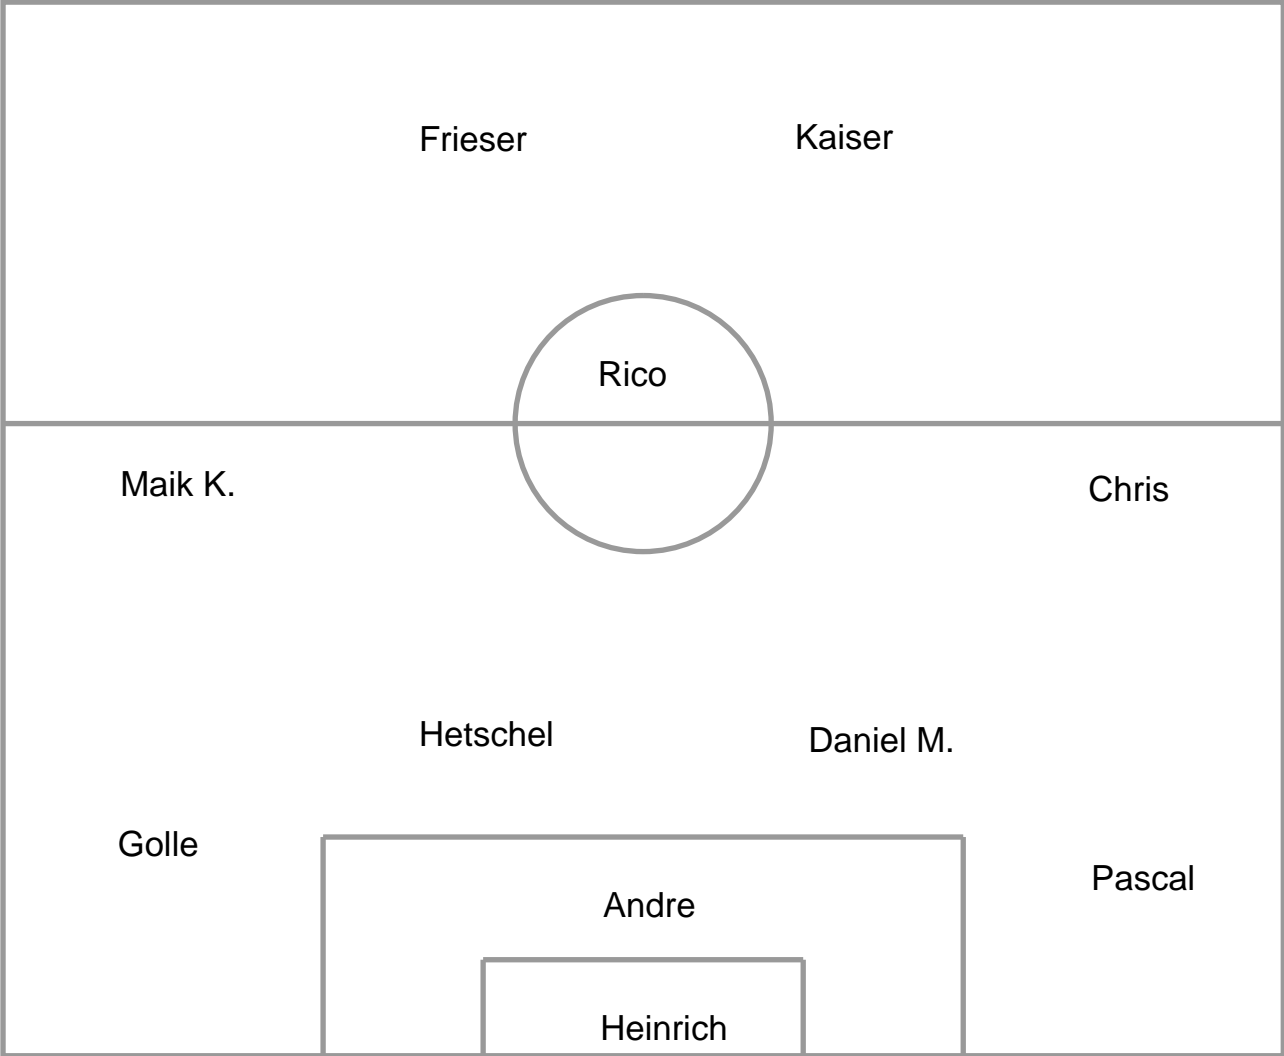 Frieser
Kaiser
Rico
Maik K.
Chris
Hetschel
Daniel M.
Golle
Pascal
Andre
Heinrich